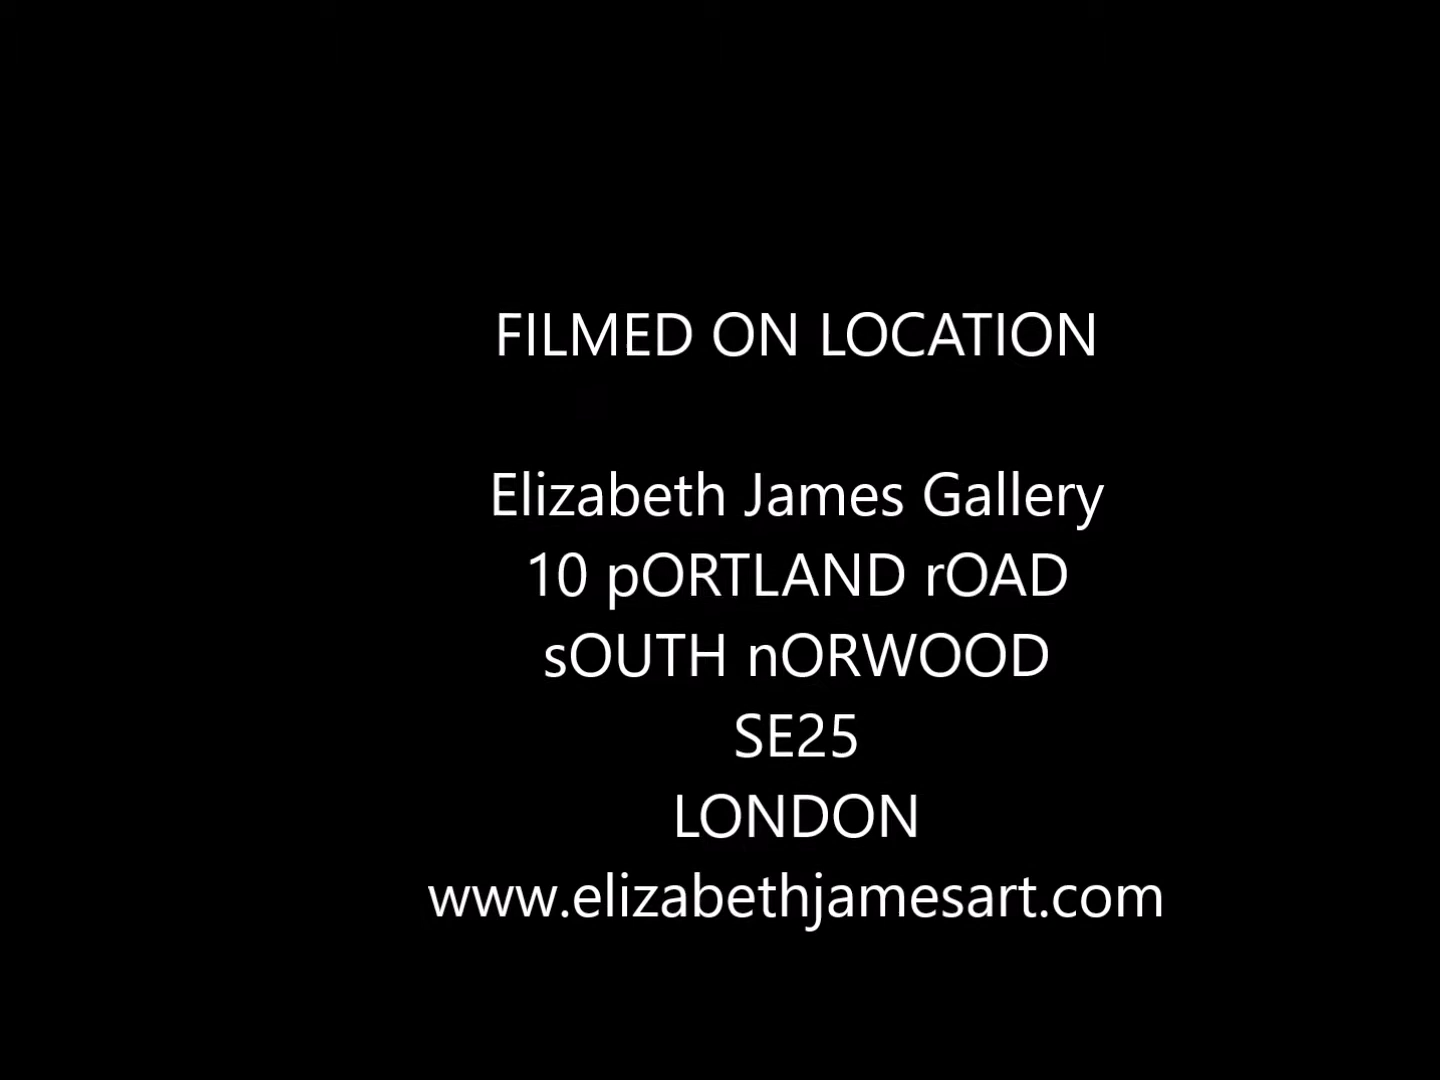 FILMED ON LOCATION
Elizabeth James Gallery
10 pORTLAND rOAD
sOUTH nORWOOD
SE25
LONDON
www.elizabethjamesart.com